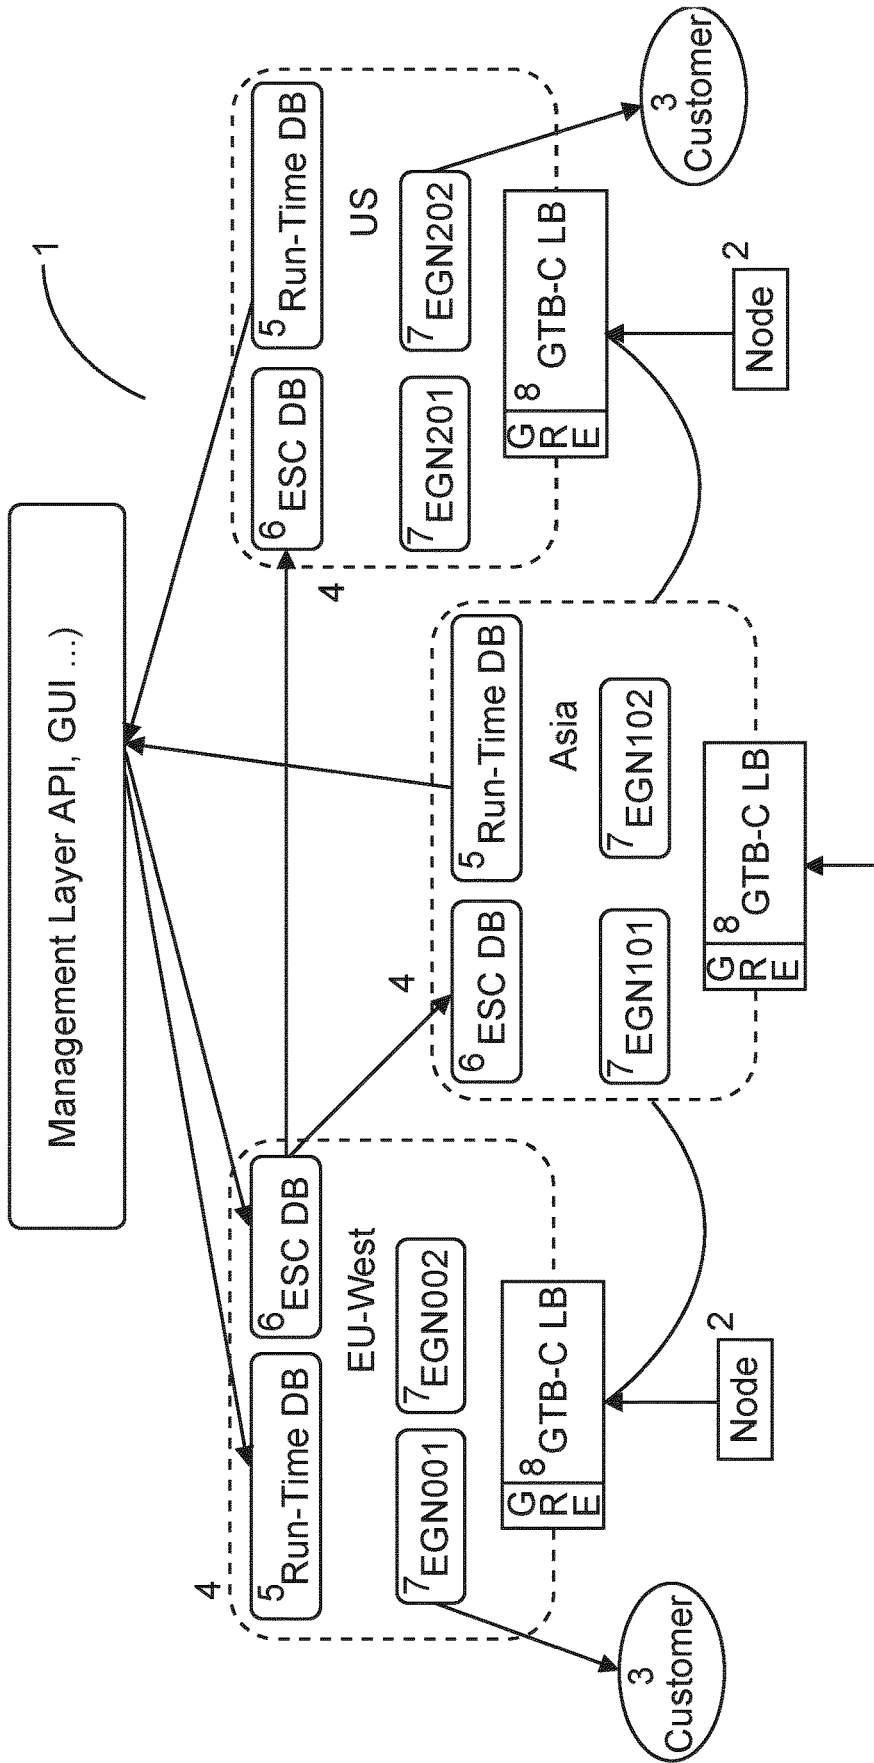 Management Layer API, GUI ...)
1
4
5 Run-Time DB
6 ESC DB
EU-West
7 EGN001
7 EGN002
G
R
E
8 GTB-C LB
3
Customer
Node
2
4
6 ESC DB
5 Run-Time DB
Asia
7 EGN101
7 EGN102
G
R
E
8 GTB-C LB
4
6 ESC DB
5 Run-Time DB
US
7 EGN201
7 EGN202
G
R
E
8 GTB-C LB
Node
2
3
Customer